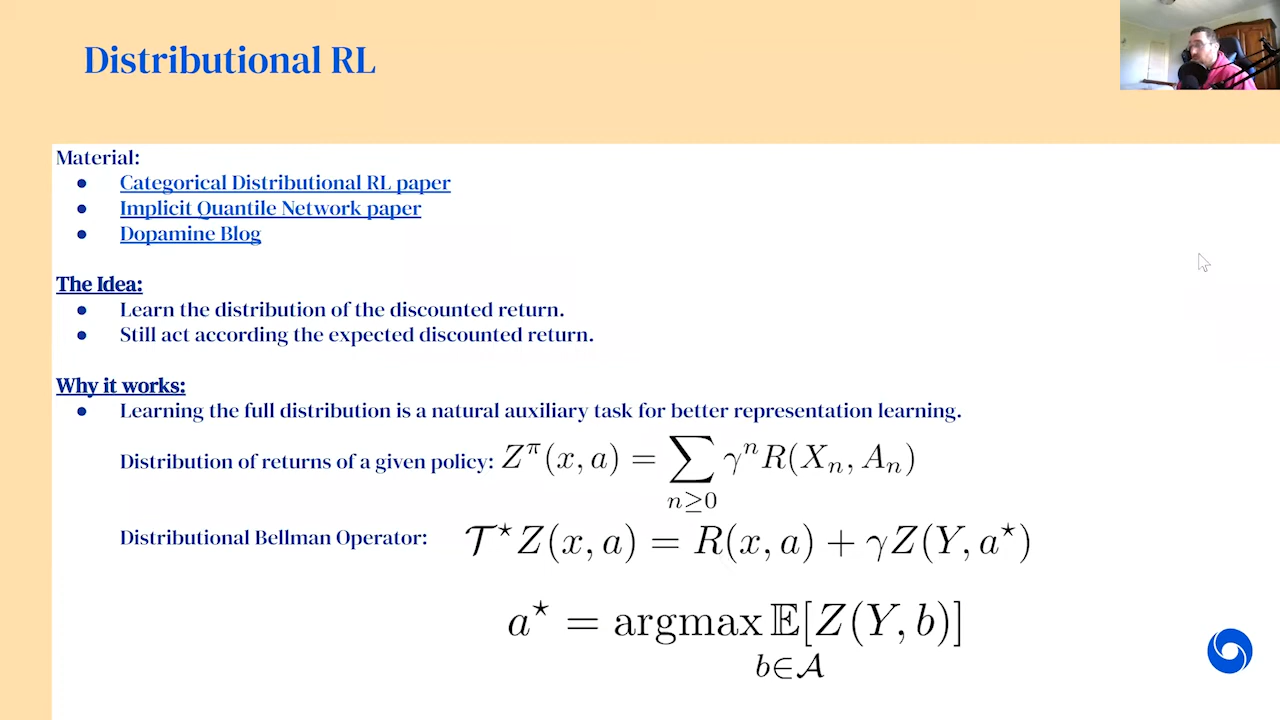 Distributional RL
Material:
● Categorical Distributional RL paper
● Implicit Quantile Network paper
● Dopamine Blog
The Idea:
● Learn the distribution of the discounted return.
● Still act according the expected discounted return.
Why it works:
● Learning the full distribution is a natural auxiliary task for better representation learning.
Distribution of returns of a given policy: Z^π(x, a) = ∑_{n≥0} γ^n R(X_n, A_n)
Distributional Bellman Operator: 𝒯^⋆ Z(x, a) = R(x, a) + γZ(Y, a^⋆)
a^⋆ = argmax_{b∈𝒜} 𝔼[Z(Y, b)]